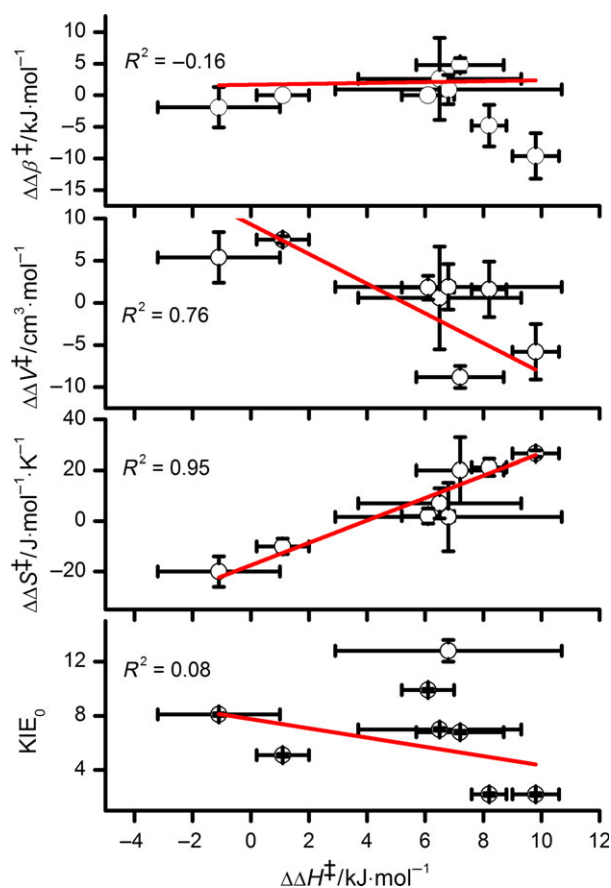 R² = –0.16
5
0
–5
–10
–15
ΔΔβ‡/kJ·mol⁻¹
10
5
0
–5
–10
R² = 0.76
ΔΔV‡/cm³·mol⁻¹
40
20
0
–20
R² = 0.95
ΔΔS‡/J·mol⁻¹·K⁻¹
12
8
4
R² = 0.08
KIE₀
–4 –2 0 2 4 6 8 10 12
ΔΔH‡/kJ·mol⁻¹